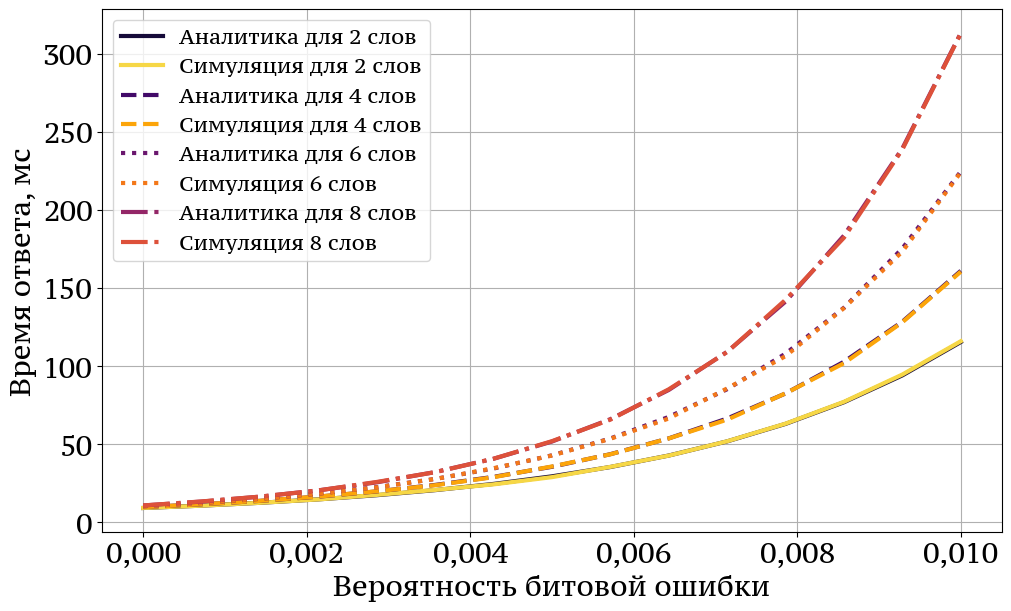 Аналитика для 2 слов
Симуляция для 2 слов
Аналитика для 4 слов
Симуляция для 4 слов
Аналитика для 6 слов
Симуляция 6 слов
Аналитика для 8 слов
Симуляция 8 слов
Время ответа, мс
300
250
200
150
100
50
0
0,000 0,002 0,004 0,006 0,008 0,010
Вероятность битовой ошибки